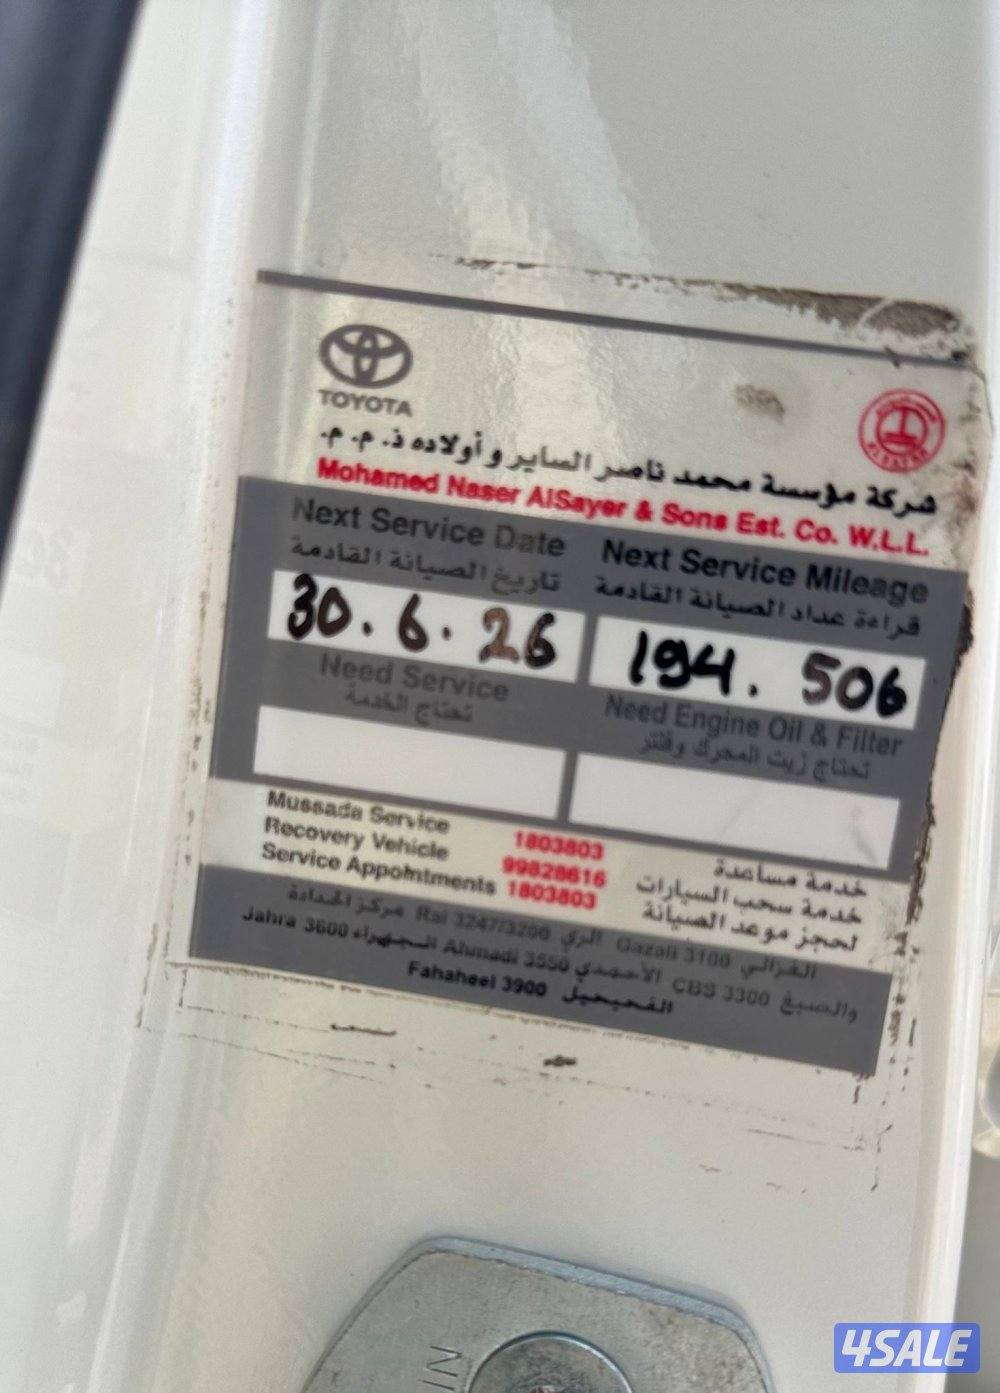 TOYOTA
ALSAYER
شركة مؤسسة محمد ناصر الساير و أولاده ذ. م. م.
Mohamed Naser AlSayer & Sons Est. Co. W.L.L.
Next Service Date
تاريخ الصيانة القادمة
30.6.26
Next Service Mileage
قراءة عداد الصيانة القادمة
194.506
Need Service
تحتاج الخدمة
Need Engine Oil & Filter
تحتاج زيت المحرك وفلتر
Mussada Service 1803803 خدمة مساعدة
Recovery Vehicle 99828616 خدمة سحب السيارات
Service Appointments 1803803 لحجز موعد الصيانة
Rai 3247/3200 الري Gazali 3100 الغزالي مركز الحدادة
Jahra 3600 الجهراء Ahmadi 3550 الأحمدي CBS 3300 والصبغ
Fahaheel 3900 الفحيحيل
4SALE